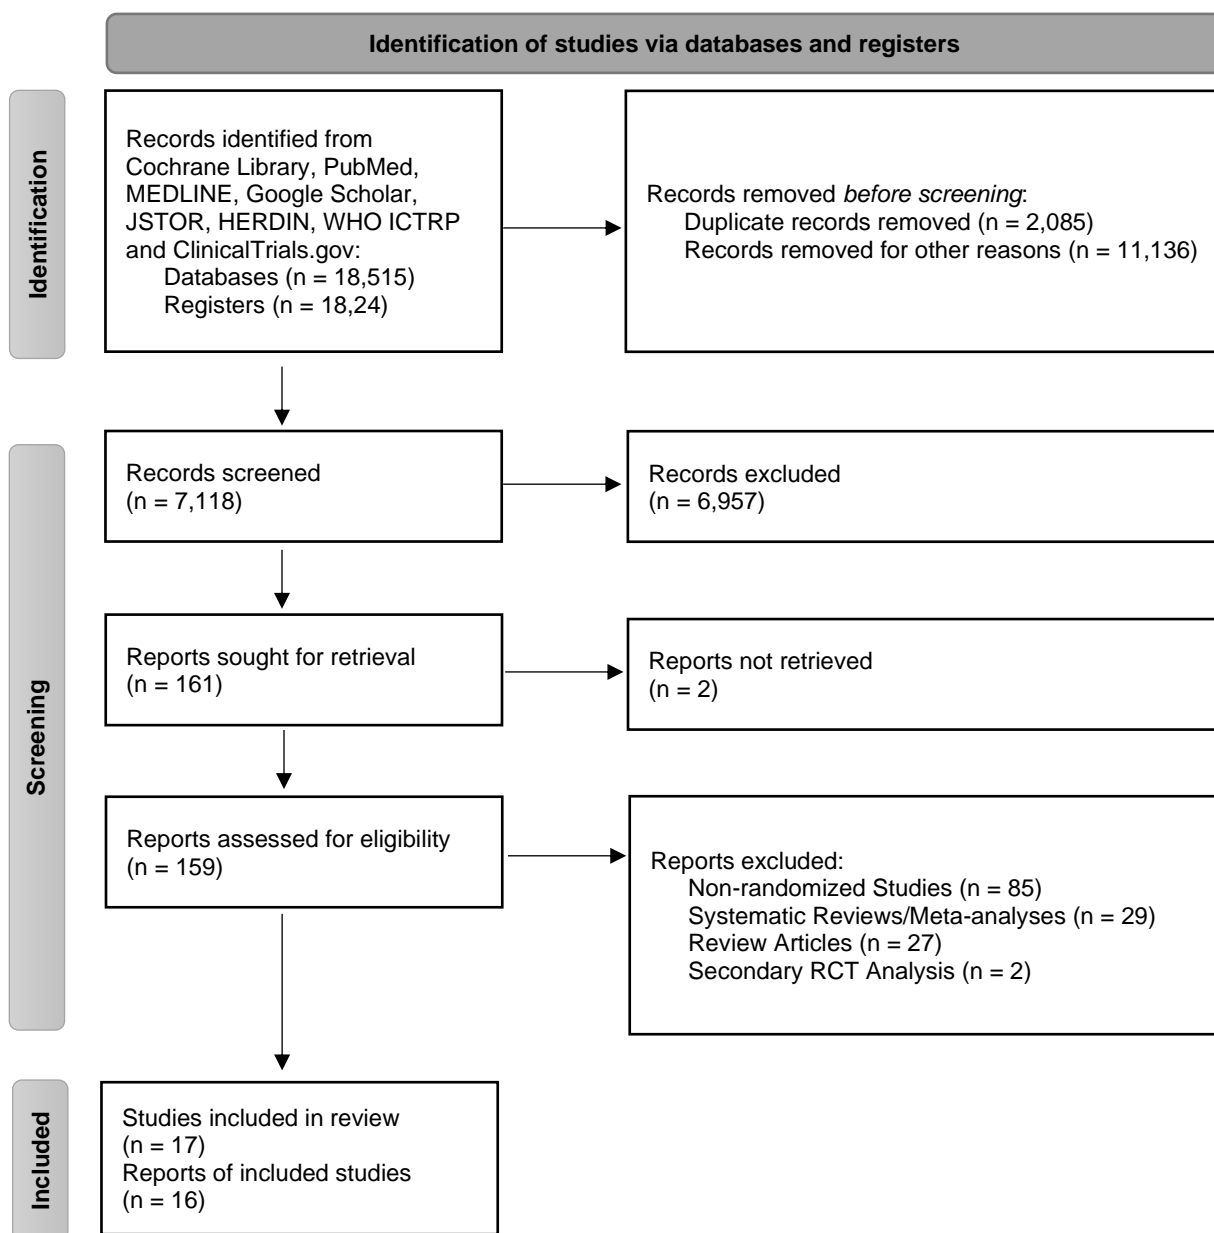 Identification of studies via databases and registers
Identification
Records identified from
Cochrane Library, PubMed,
MEDLINE, Google Scholar,
JSTOR, HERDIN, WHO ICTRP
and ClinicalTrials.gov:
Databases (n = 18,515)
Registers (n = 18,24)
Records removed before screening:
Duplicate records removed (n = 2,085)
Records removed for other reasons (n = 11,136)
Screening
Records screened
(n = 7,118)
Records excluded
(n = 6,957)
Reports sought for retrieval
(n = 161)
Reports not retrieved
(n = 2)
Reports assessed for eligibility
(n = 159)
Reports excluded:
Non-randomized Studies (n = 85)
Systematic Reviews/Meta-analyses (n = 29)
Review Articles (n = 27)
Secondary RCT Analysis (n = 2)
Included
Studies included in review
(n = 17)
Reports of included studies
(n = 16)